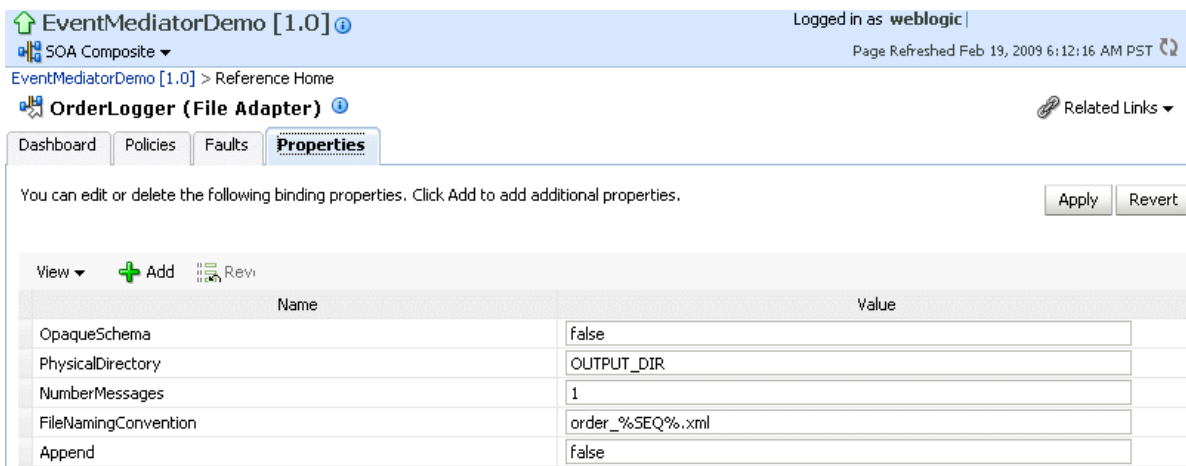 EventMediatorDemo [1.0]
Logged in as weblogic
SOA Composite
Page Refreshed Feb 19, 2009 6:12:16 AM PST
EventMediatorDemo [1.0] > Reference Home
OrderLogger (File Adapter)
Related Links
Dashboard Policies Faults Properties
You can edit or delete the following binding properties. Click Add to add additional properties.
Apply Revert
View Add
Name Value
OpaqueSchema false
PhysicalDirectory OUTPUT_DIR
NumberMessages 1
FileNamingConvention order_%SEQ%.xml
Append false